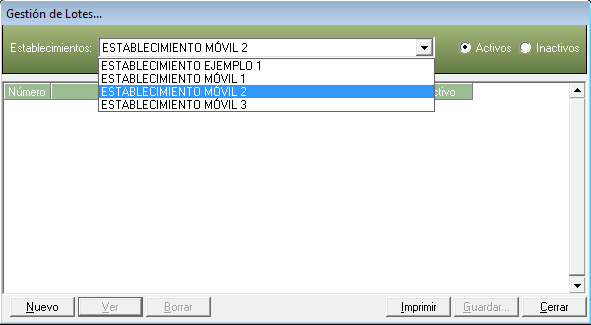 Gestión de Lotes...
Establecimientos: ESTABLECIMIENTO MÓVIL 2 Activos Inactivos
ESTABLECIMIENTO EJEMPLO 1
ESTABLECIMIENTO MÓVIL 1
Número ESTABLECIMIENTO MÓVIL 2 ctivo
ESTABLECIMIENTO MÓVIL 3
Nuevo Ver Borrar Imprimir Guardar... Cerrar